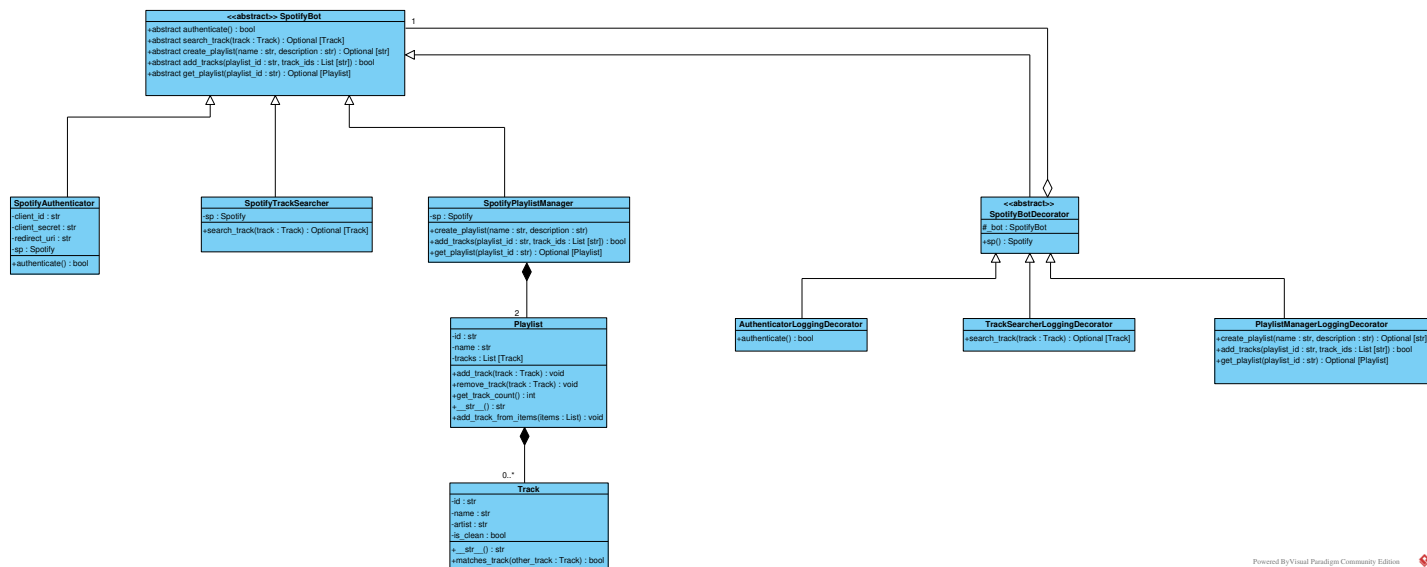 <<abstract>> SpotifyBot
+abstract authenticate() : bool
+abstract search_track(track : Track) : Optional [Track]
+abstract create_playlist(name : str, description : str) : Optional [str]
+abstract add_tracks(playlist_id : str, track_ids : List [str]) : bool
+abstract get_playlist(playlist_id : str) : Optional [Playlist]
1
SpotifyAuthenticator
-client_id : str
-client_secret : str
-redirect_uri : str
-sp : Spotify
+authenticate() : bool
SpotifyTrackSearcher
-sp : Spotify
+search_track(track : Track) : Optional [Track]
SpotifyPlaylistManager
-sp : Spotify
+create_playlist(name : str, description : str)
+add_tracks(playlist_id : str, track_ids : List [str]) : bool
+get_playlist(playlist_id : str) : Optional [Playlist]
<<abstract>>
SpotifyBotDecorator
#_bot : SpotifyBot
+sp() : Spotify
2
Playlist
-id : str
-name : str
-tracks : List [Track]
+add_track(track : Track) : void
+remove_track(track : Track) : void
+get_track_count() : int
+__str__() : str
+add_track_from_items(items : List) : void
AuthenticatorLoggingDecorator
+authenticate() : bool
TrackSearcherLoggingDecorator
+search_track(track : Track) : Optional [Track]
PlaylistManagerLoggingDecorator
+create_playlist(name : str, description : str) : Optional [str]
+add_tracks(playlist_id : str, track_ids : List [str]) : bool
+get_playlist(playlist_id : str) : Optional [Playlist]
0..*
Track
-id : str
-name : str
-artist : str
-is_clean : bool
+__str__() : str
+matches_track(other_track : Track) : bool
Powered By Visual Paradigm Community Edition